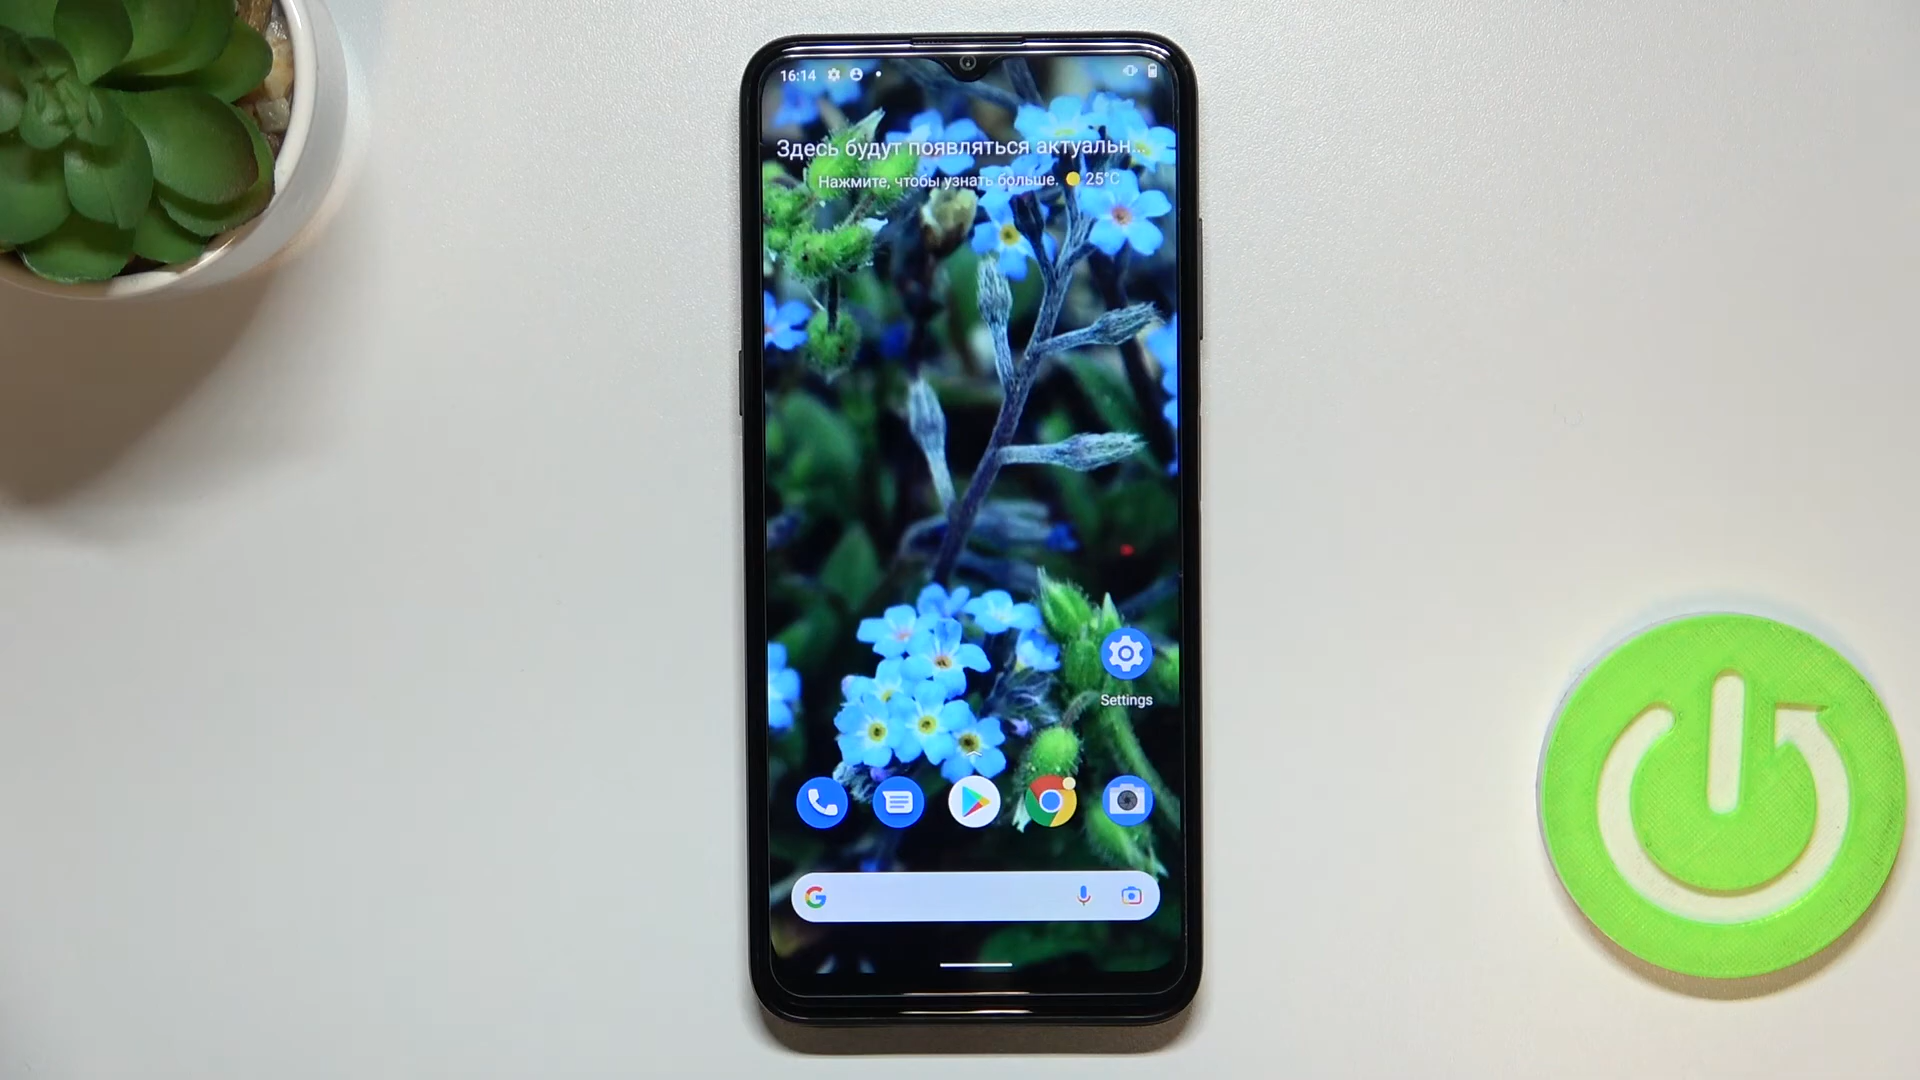 16:14
Здесь будут появляться актуальн...
Нажмите, чтобы узнать больше. 25°C
Settings
G